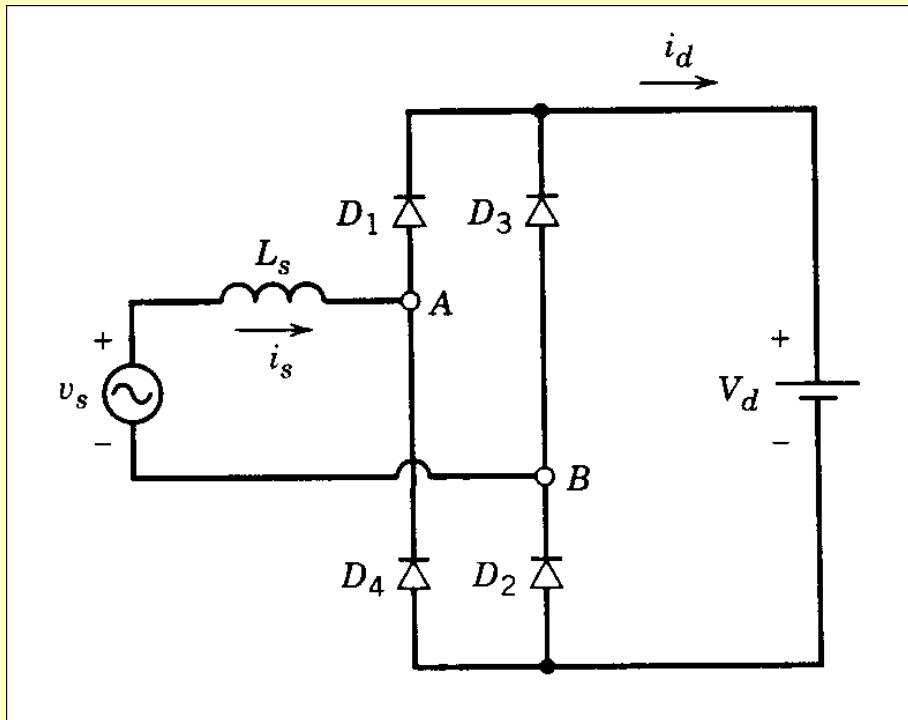 i_d
D_1
D_3
L_s
A
+
i_s
v_s
−
+
V_d
−
B
D_4
D_2